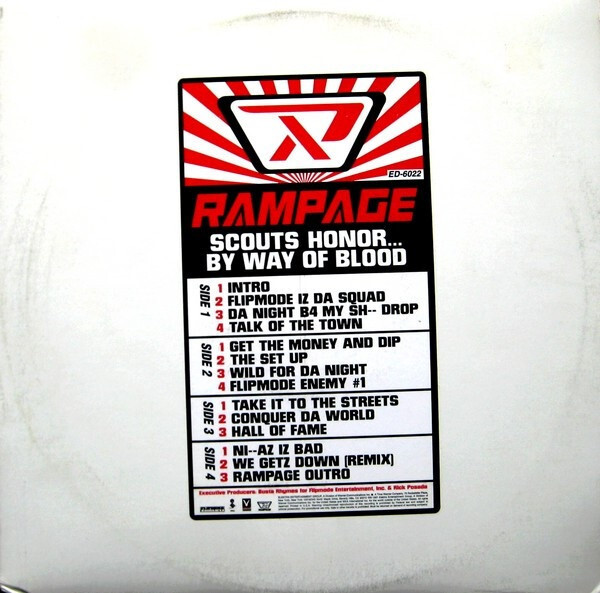 ED-6022
RAMPAGE
SCOUTS HONOR...
BY WAY OF BLOOD
SIDE 1
1 INTRO
2 FLIPMODE IZ DA SQUAD
3 DA NIGHT B4 MY SH-- DROP
4 TALK OF THE TOWN
SIDE 2
1 GET THE MONEY AND DIP
2 THE SET UP
3 WILD FOR DA NIGHT
4 FLIPMODE ENEMY #1
SIDE 3
1 TAKE IT TO THE STREETS
2 CONQUER DA WORLD
3 HALL OF FAME
SIDE 4
1 NI--AZ IZ BAD
2 WE GETZ DOWN (REMIX)
3 RAMPAGE OUTRO
Executive Producers: Busta Rhymes for Flipmode Entertainment, Inc. & Rick Posada